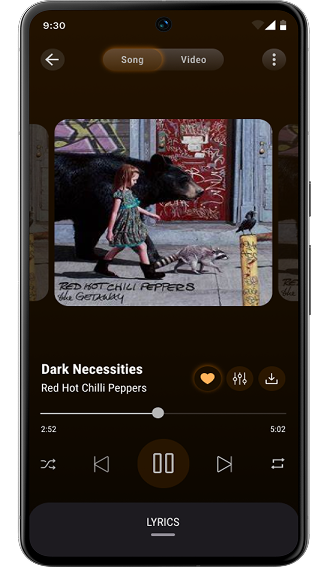 9:30
Song Video
RED HOT CHILI PEPPERS
the GETAWAY
Dark Necessities
Red Hot Chilli Peppers
2:52 5:02
LYRICS